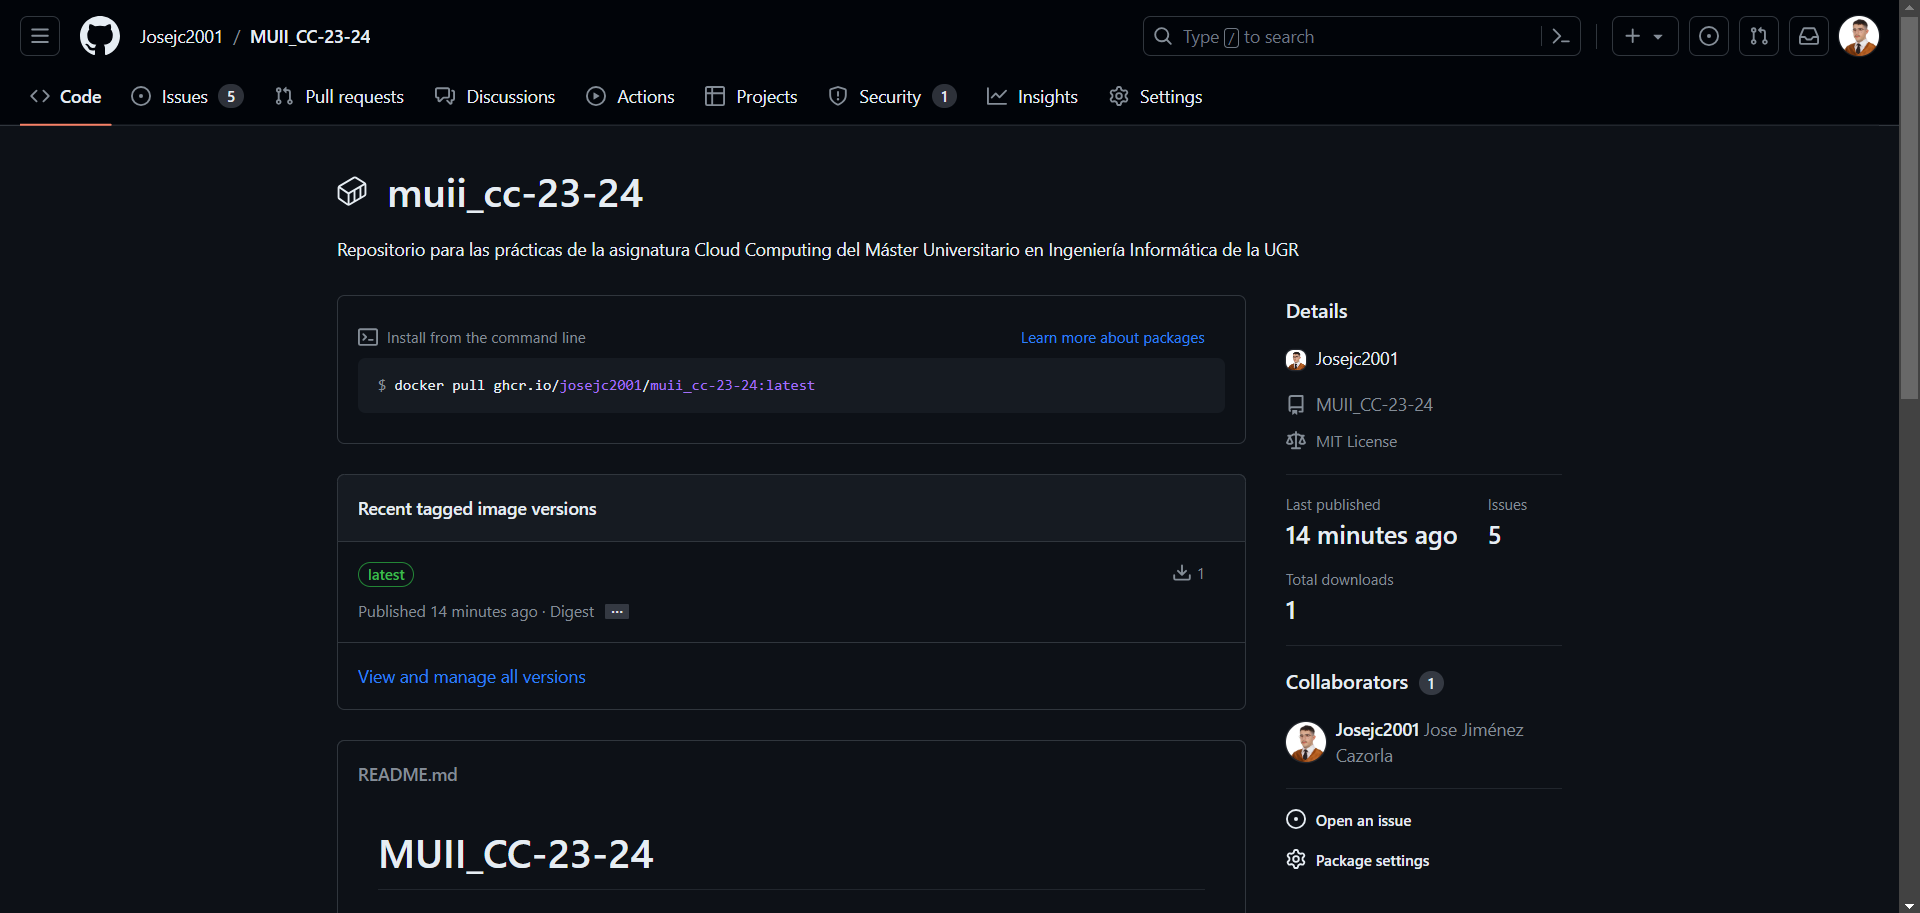 Josejc2001 / MUII_CC-23-24
Type / to search
Code
Issues 5
Pull requests
Discussions
Actions
Projects
Security 1
Insights
Settings
muii_cc-23-24
Repositorio para las prácticas de la asignatura Cloud Computing del Máster Universitario en Ingeniería Informática de la UGR
Install from the command line
Learn more about packages
$ docker pull ghcr.io/josejc2001/muii_cc-23-24:latest
Recent tagged image versions
latest
1
Published 14 minutes ago · Digest ...
View and manage all versions
README.md
MUII_CC-23-24
Details
Josejc2001
MUII_CC-23-24
MIT License
Last published
14 minutes ago
Issues
5
Total downloads
1
Collaborators 1
Josejc2001 Jose Jiménez
Cazorla
Open an issue
Package settings